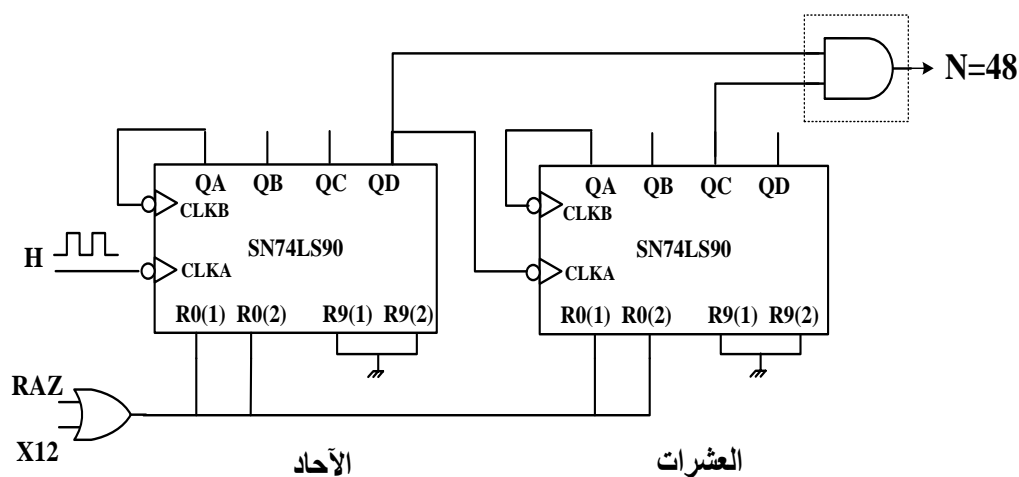 N=48
QA QB QC QD
CLKB
SN74LS90
H
CLKA
R0(1) R0(2) R9(1) R9(2)
QA QB QC QD
CLKB
SN74LS90
CLKA
R0(1) R0(2) R9(1) R9(2)
RAZ
X12
الآحاد
العشرات